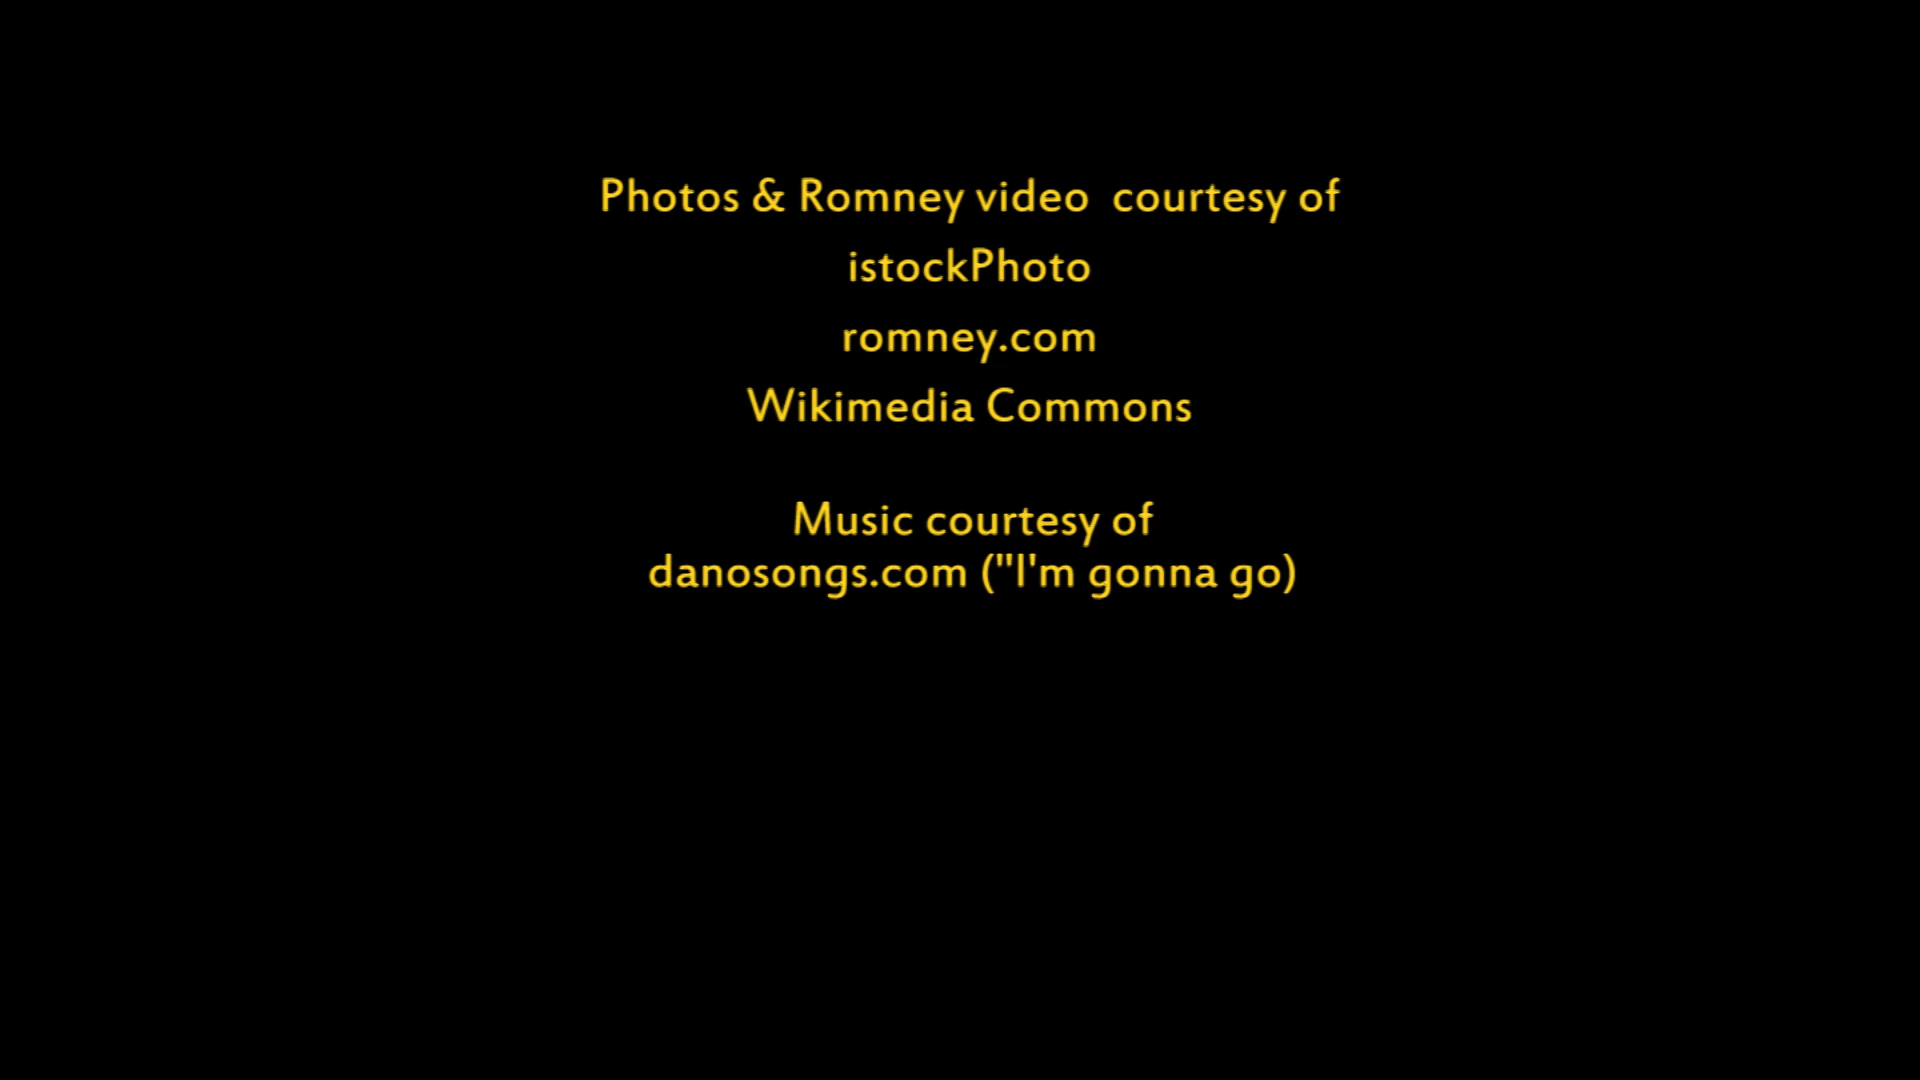 Photos & Romney video  courtesy of
istockPhoto
romney.com
Wikimedia Commons
Music courtesy of
danosongs.com ("I'm gonna go)